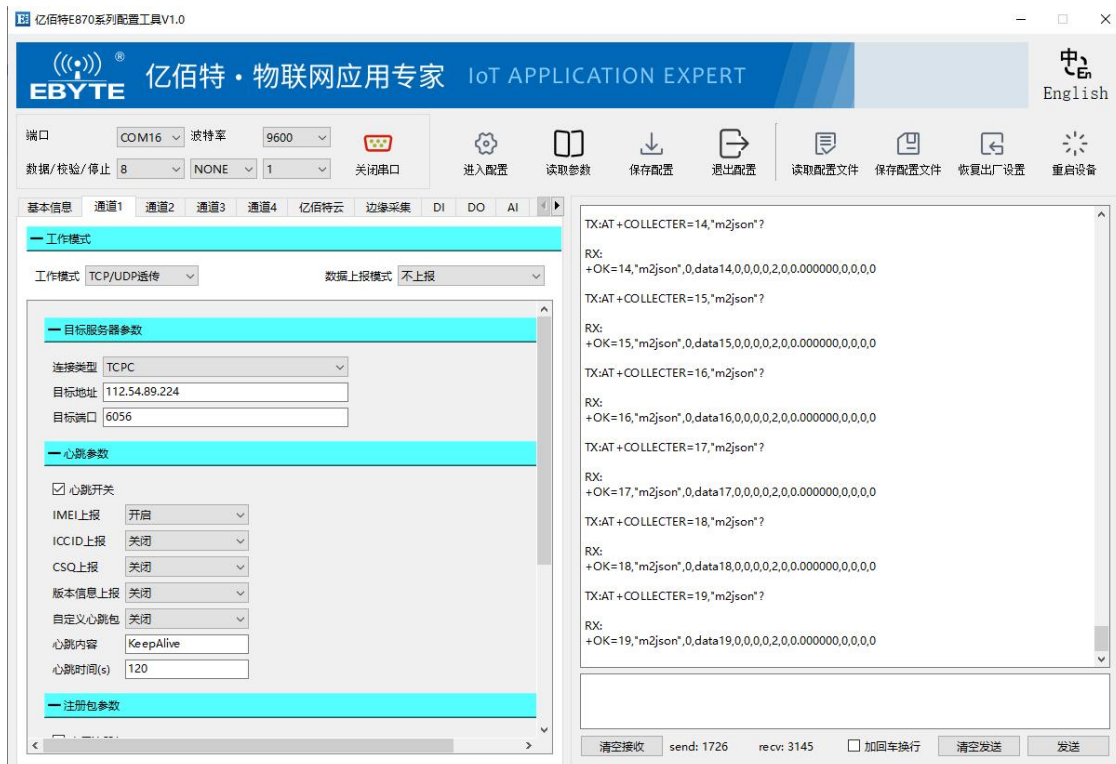 亿佰特E870系列配置工具V1.0
EBYTE ® 亿佰特·物联网应用专家 IoT APPLICATION EXPERT
中 En
English
端口 COM16 波特率 9600
数据/校验/停止 8 NONE 1
关闭串口 进入配置 读取参数 保存配置 退出配置 读取配置文件 保存配置文件 恢复出厂设置 重启设备
基本信息 通道1 通道2 通道3 通道4 亿佰特云 边缘采集 DI DO AI
工作模式
工作模式 TCP/UDP透传 数据上报模式 不上报
目标服务器参数
连接类型 TCPC
目标地址 112.54.89.224
目标端口 6056
心跳参数
心跳开关
IMEI上报 开启
ICCID上报 关闭
CSQ上报 关闭
版本信息上报 关闭
自定义心跳包 关闭
心跳内容 KeepAlive
心跳时间(s) 120
注册包参数
TX:AT+COLLECTER=14,"m2json"?
RX:
+OK=14,"m2json",0,data14,0,0,0,0,2,0,0.000000,0,0,0,0
TX:AT+COLLECTER=15,"m2json"?
RX:
+OK=15,"m2json",0,data15,0,0,0,0,2,0,0.000000,0,0,0,0
TX:AT+COLLECTER=16,"m2json"?
RX:
+OK=16,"m2json",0,data16,0,0,0,0,2,0,0.000000,0,0,0,0
TX:AT+COLLECTER=17,"m2json"?
RX:
+OK=17,"m2json",0,data17,0,0,0,0,2,0,0.000000,0,0,0,0
TX:AT+COLLECTER=18,"m2json"?
RX:
+OK=18,"m2json",0,data18,0,0,0,0,2,0,0.000000,0,0,0,0
TX:AT+COLLECTER=19,"m2json"?
RX:
+OK=19,"m2json",0,data19,0,0,0,0,2,0,0.000000,0,0,0,0
清空接收 send: 1726 recv: 3145 加回车换行 清空发送 发送